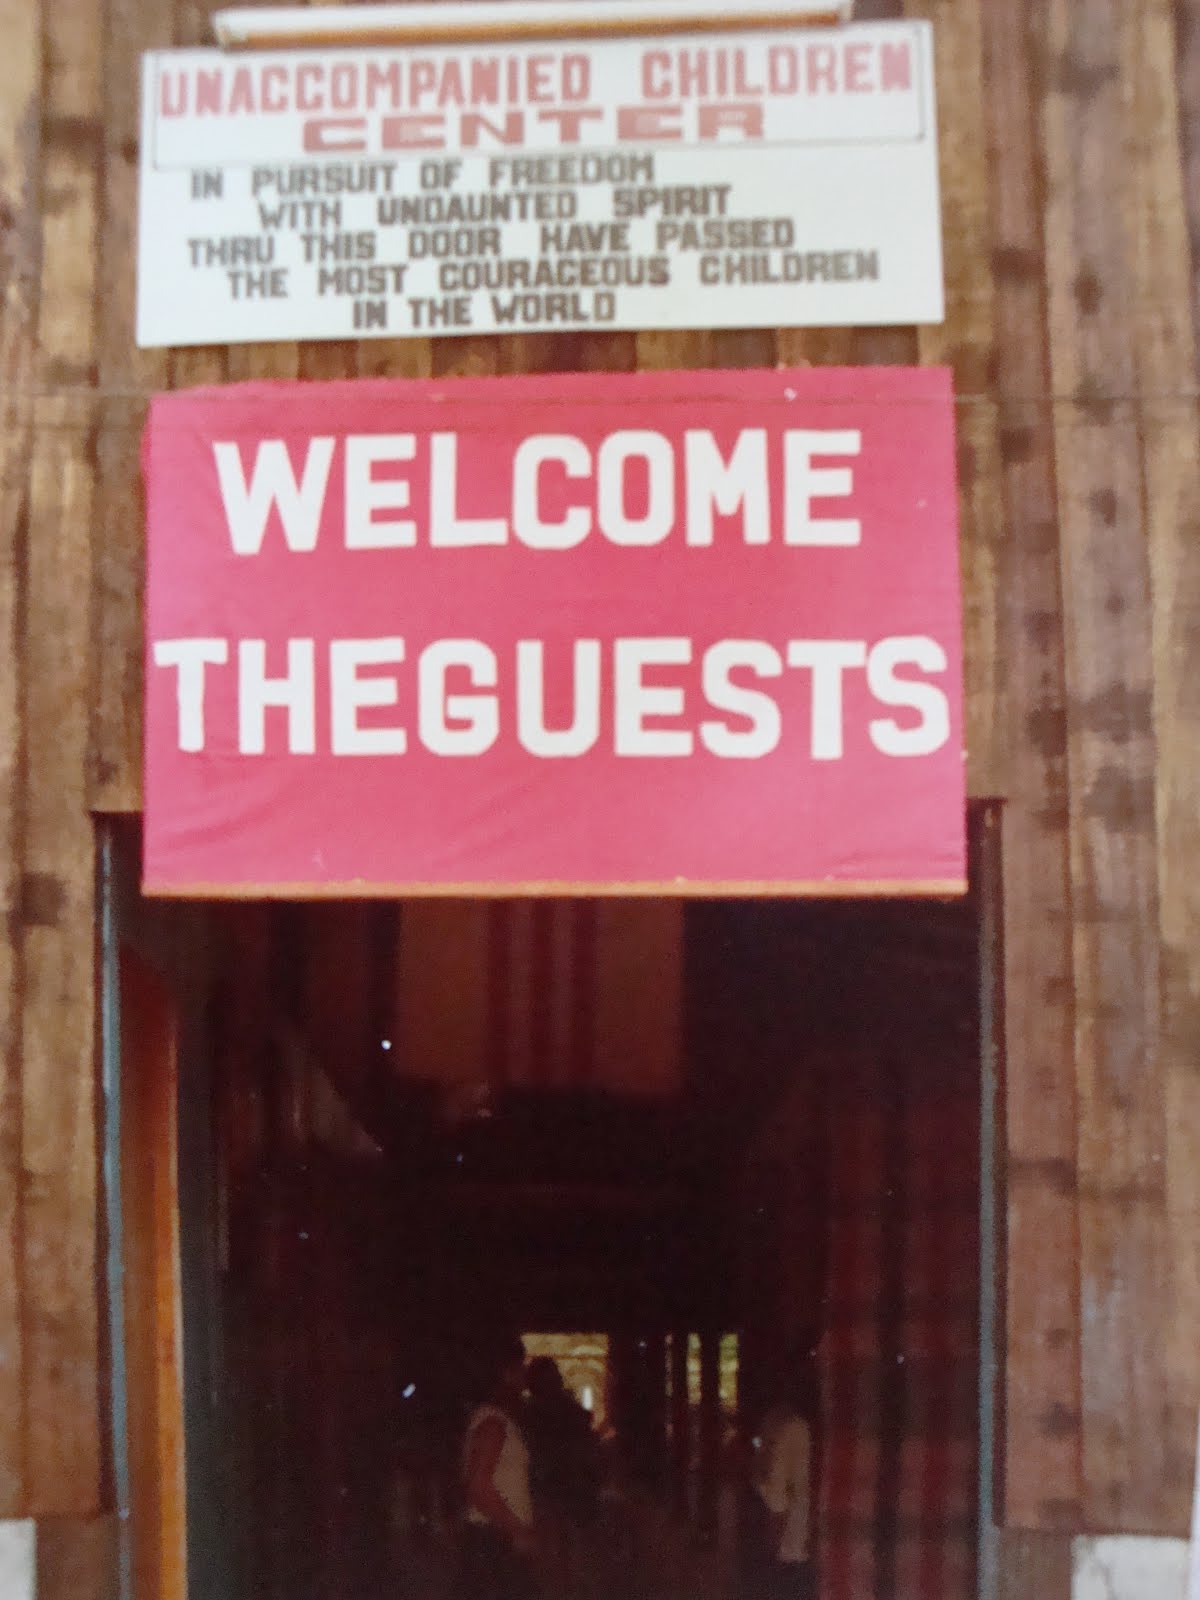 UNACCOMPANIED CHILDREN
CENTER
IN PURSUIT OF FREEDOM
WITH UNDAUNTED SPIRIT
THRU THIS DOOR HAVE PASSED
THE MOST COURAGEOUS CHILDREN
IN THE WORLD
WELCOME
THEGUESTS